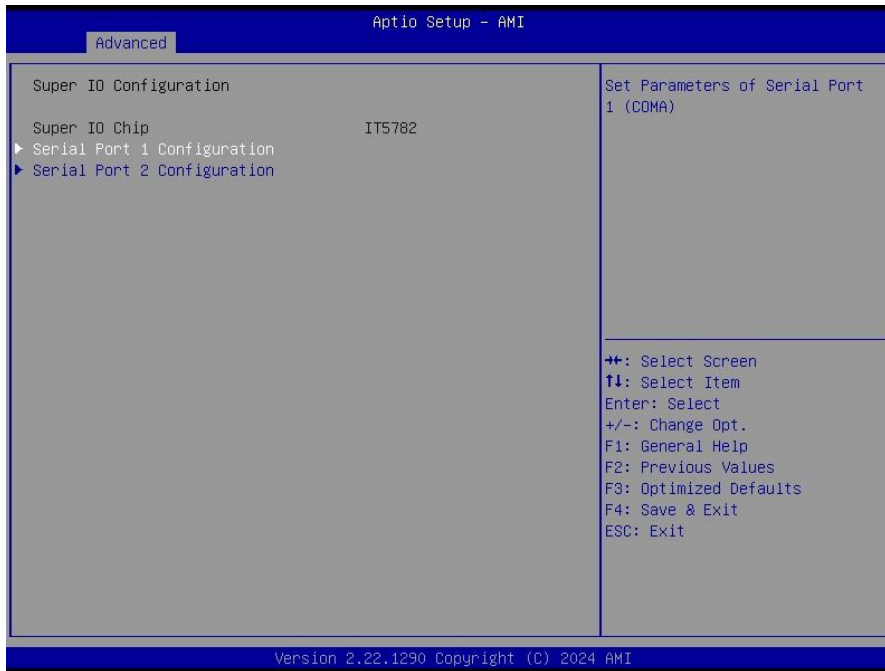 Aptio Setup - AMI
Advanced
Super IO Configuration
Super IO Chip IT5782
Serial Port 1 Configuration
Serial Port 2 Configuration
Set Parameters of Serial Port
1 (COMA)
→←: Select Screen
↑↓: Select Item
Enter: Select
+/-: Change Opt.
F1: General Help
F2: Previous Values
F3: Optimized Defaults
F4: Save & Exit
ESC: Exit
Version 2.22.1290 Copyright (C) 2024 AMI